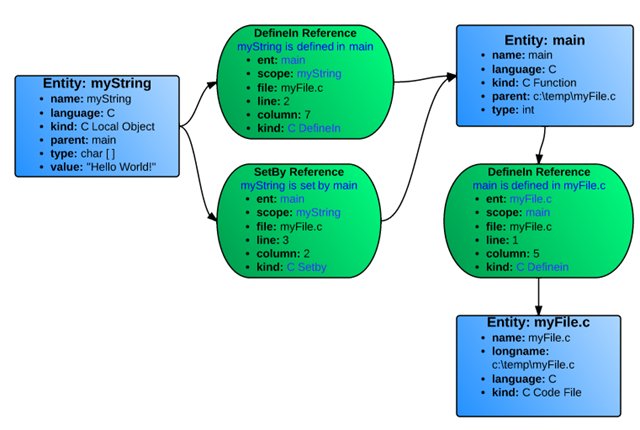 Entity: myString
• name: myString
• language: C
• kind: C Local Object
• parent: main
• type: char [ ]
• value: "Hello World!"
DefineIn Reference
myString is defined in main
• ent: main
• scope: myString
• file: myFile.c
• line: 2
• column: 7
• kind: C DefineIn
SetBy Reference
myString is set by main
• ent: main
• scope: myString
• file: myFile.c
• line: 3
• column: 2
• kind: C Setby
Entity: main
• name: main
• language: C
• kind: C Function
• parent: c:\temp\myFile.c
• type: int
DefineIn Reference
main is defined in myFile.c
• ent: myFile.c
• scope: main
• file: myFile.c
• line: 1
• column: 5
• kind: C Definein
Entity: myFile.c
• name: myFile.c
• longname:
c:\temp\myFile.c
• language: C
• kind: C Code File